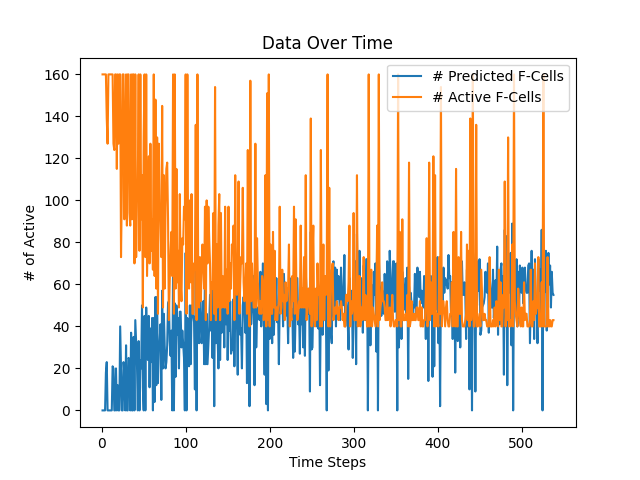 Data Over Time
# Predicted F-Cells
# Active F-Cells
160
140
120
100
80
60
40
20
0
# of Active
0 100 200 300 400 500
Time Steps